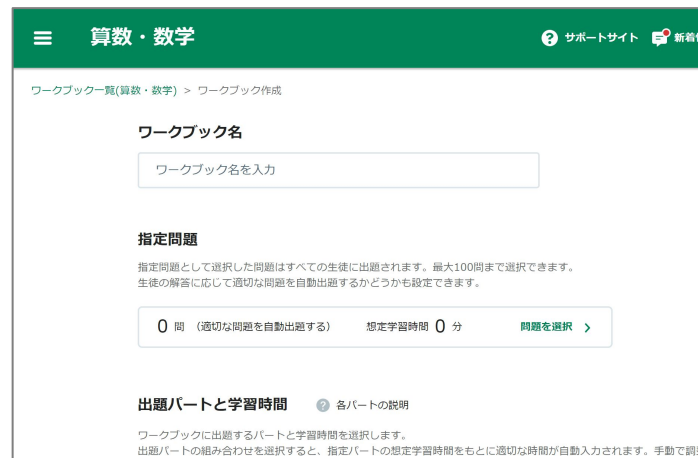 算数・数学
サポートサイト 新着
ワークブック一覧(算数・数学) > ワークブック作成
ワークブック名
ワークブック名を入力
指定問題
指定問題として選択した問題はすべての生徒に出題されます。最大100問まで選択できます。
生徒の解答に応じて適切な問題を自動出題するかどうかも設定できます。
0 問 （適切な問題を自動出題する） 想定学習時間 0 分 問題を選択
出題パートと学習時間 各パートの説明
ワークブックに出題するパートと学習時間を選択します。
出題パートの組み合わせを選択すると、指定パートの想定学習時間をもとに適切な時間が自動入力されます。手動で調